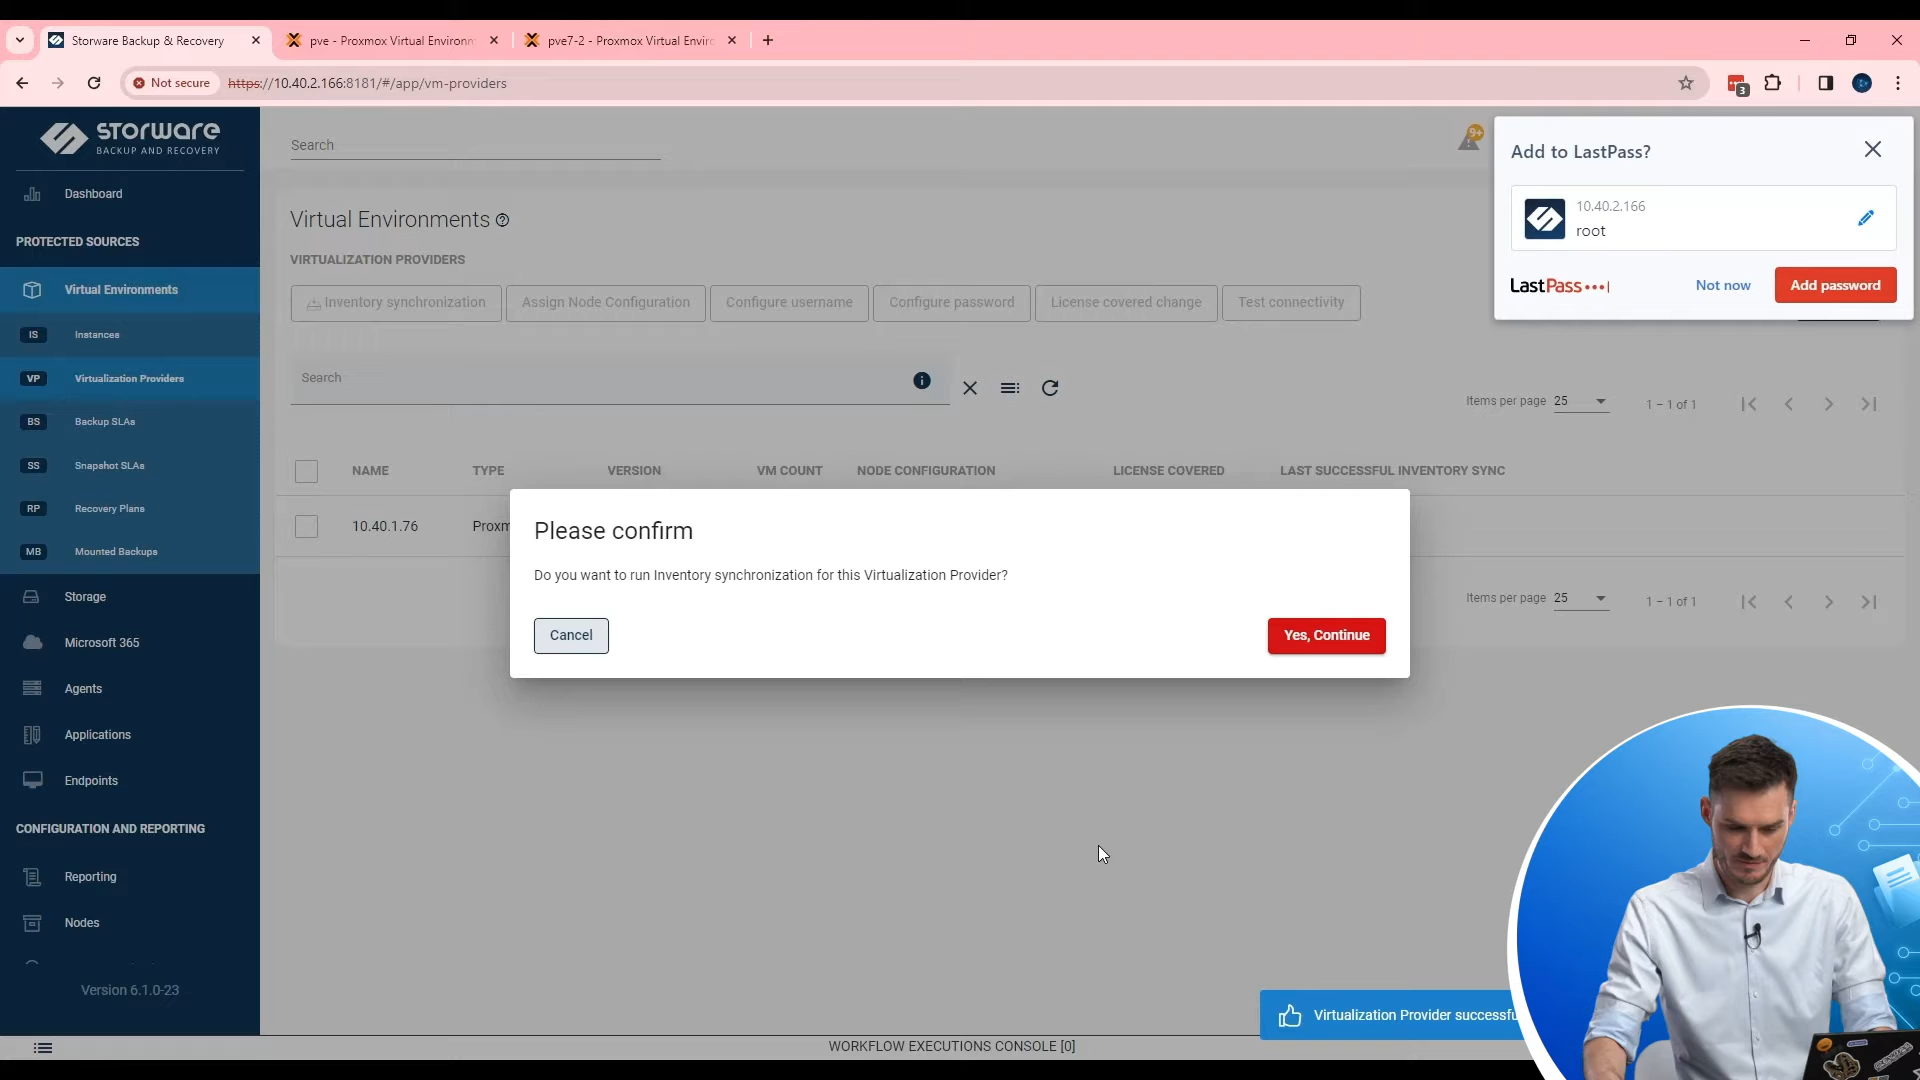 Storware Backup & Recovery
pve - Proxmox Virtual Environm
pve7-2 - Proxmox Virtual Enviro
Not secure
https://10.40.2.166:8181/#/app/vm-providers
3
STORWARE
BACKUP AND RECOVERY
Dashboard
PROTECTED SOURCES
Virtual Environments
IS Instances
VP Virtualization Providers
BS Backup SLAs
SS Snapshot SLAs
RP Recovery Plans
MB Mounted Backups
Storage
Microsoft 365
Agents
Applications
Endpoints
CONFIGURATION AND REPORTING
Reporting
Nodes
Version 6.1.0-23
Search
9+
Virtual Environments
VIRTUALIZATION PROVIDERS
Inventory synchronization
Assign Node Configuration
Configure username
Configure password
License covered change
Test connectivity
Search
Items per page 25
1 – 1 of 1
NAME TYPE VERSION VM COUNT NODE CONFIGURATION LICENSE COVERED LAST SUCCESSFUL INVENTORY SYNC
10.40.1.76 Proxm
Items per page 25
1 – 1 of 1
Please confirm
Do you want to run Inventory synchronization for this Virtualization Provider?
Cancel
Yes, Continue
Add to LastPass?
10.40.2.166
root
LastPass
Not now
Add password
Virtualization Provider successfu
WORKFLOW EXECUTIONS CONSOLE [0]